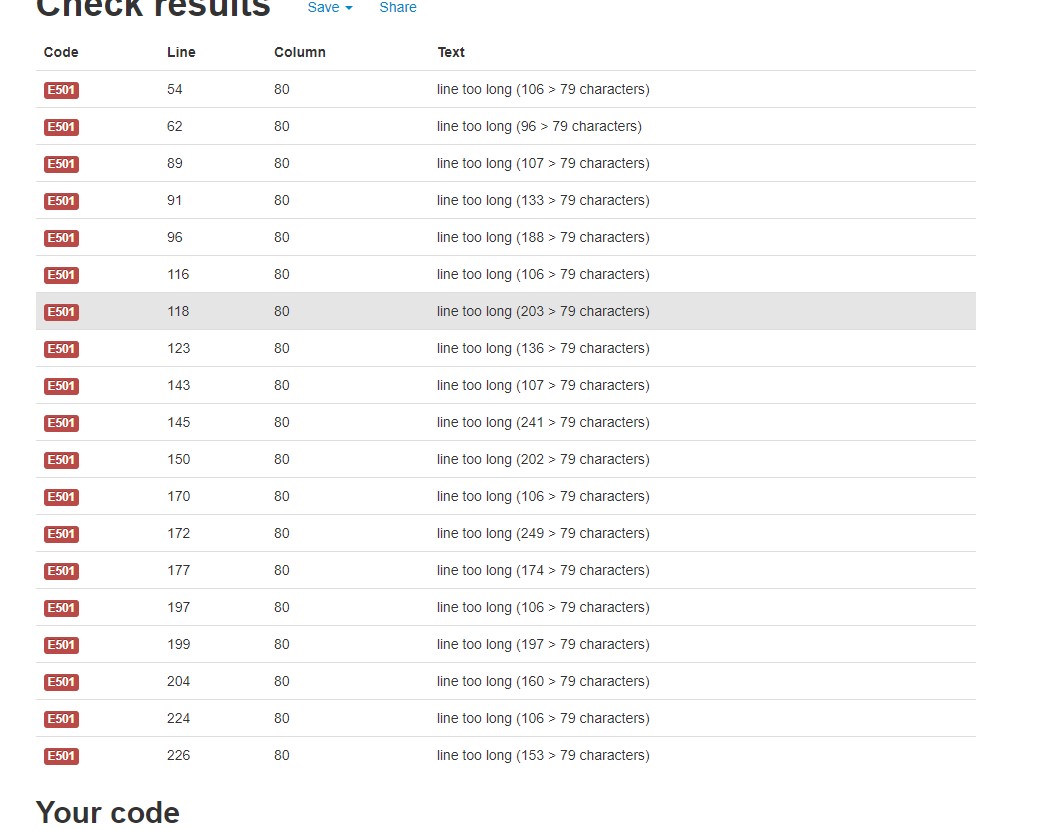 Check results Save Share
Code Line Column Text
E501 54 80 line too long (106 > 79 characters)
E501 62 80 line too long (96 > 79 characters)
E501 89 80 line too long (107 > 79 characters)
E501 91 80 line too long (133 > 79 characters)
E501 96 80 line too long (188 > 79 characters)
E501 116 80 line too long (106 > 79 characters)
E501 118 80 line too long (203 > 79 characters)
E501 123 80 line too long (136 > 79 characters)
E501 143 80 line too long (107 > 79 characters)
E501 145 80 line too long (241 > 79 characters)
E501 150 80 line too long (202 > 79 characters)
E501 170 80 line too long (106 > 79 characters)
E501 172 80 line too long (249 > 79 characters)
E501 177 80 line too long (174 > 79 characters)
E501 197 80 line too long (106 > 79 characters)
E501 199 80 line too long (197 > 79 characters)
E501 204 80 line too long (160 > 79 characters)
E501 224 80 line too long (106 > 79 characters)
E501 226 80 line too long (153 > 79 characters)
Your code